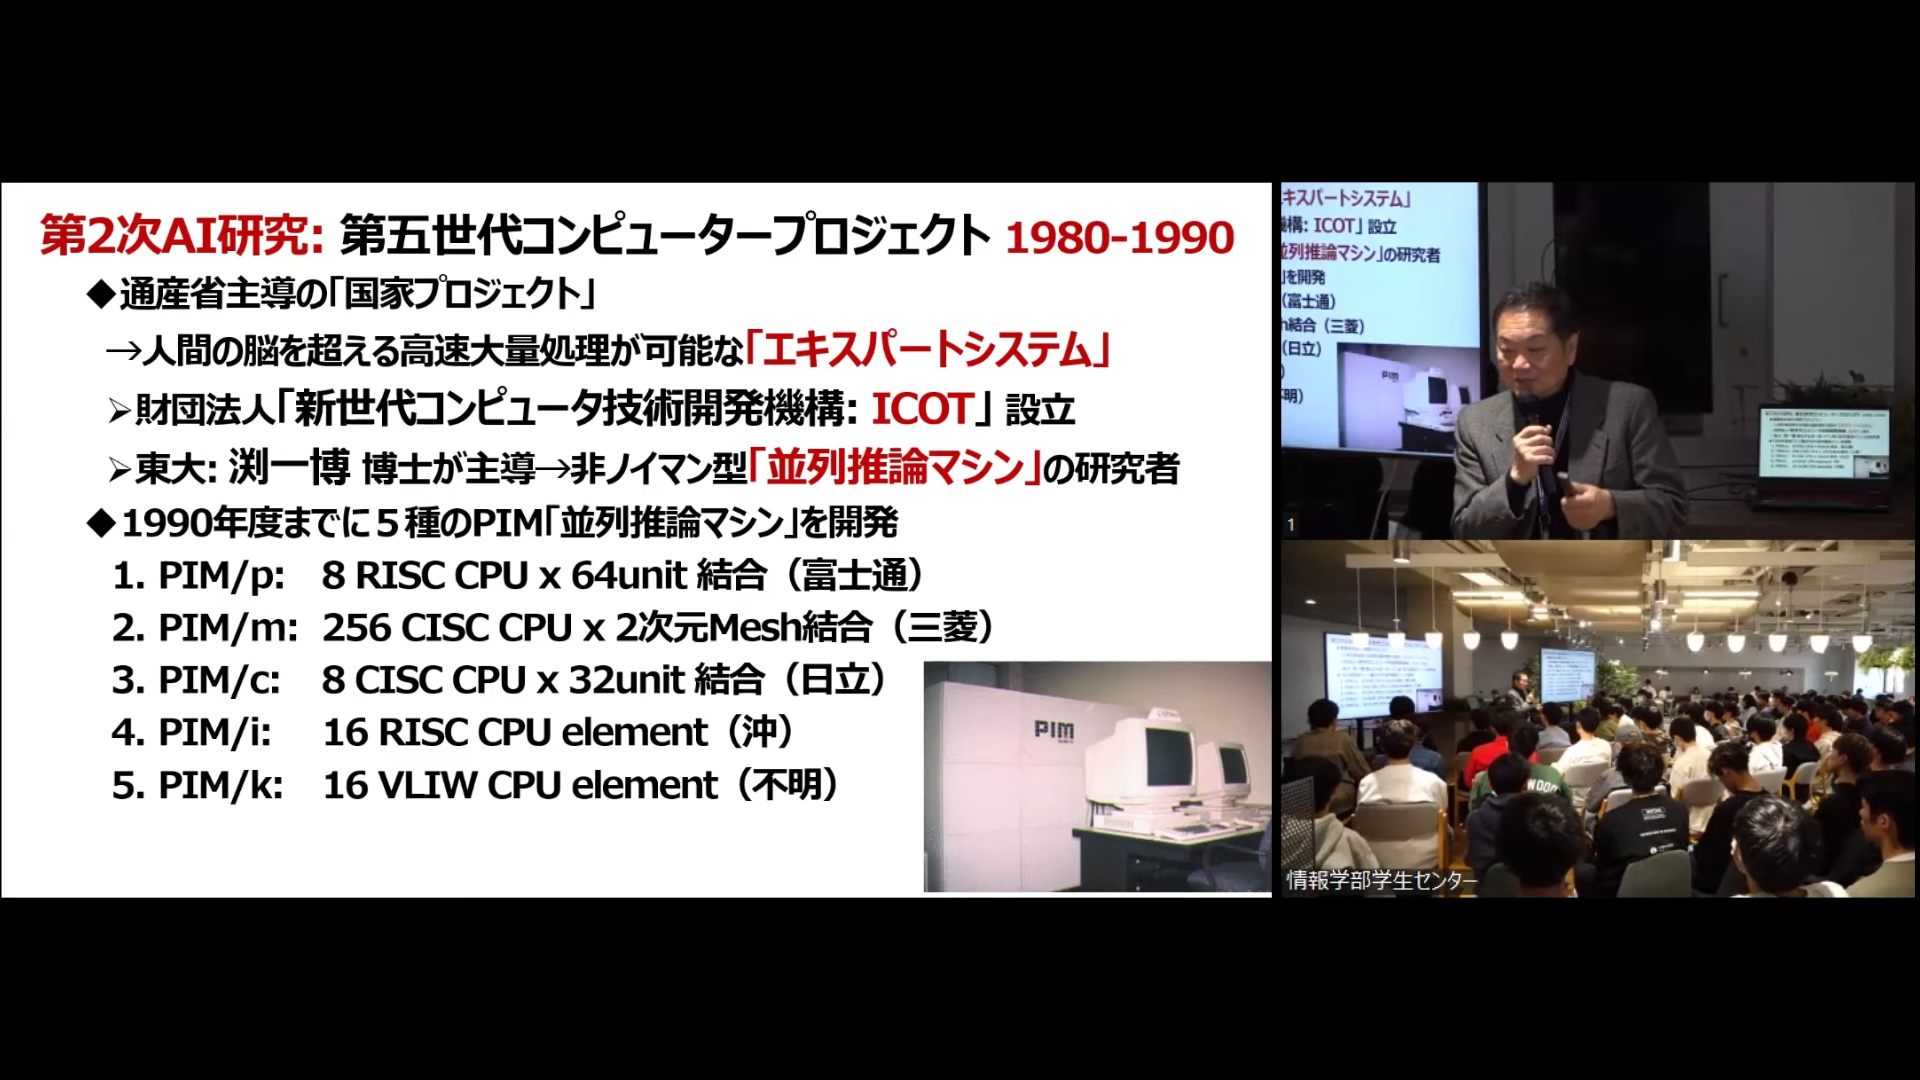 第2次AI研究: 第五世代コンピュータープロジェクト 1980-1990
◆通産省主導の「国家プロジェクト」
→人間の脳を超える高速大量処理が可能な「エキスパートシステム」
➢財団法人「新世代コンピュータ技術開発機構: ICOT」設立
➢東大: 渕一博 博士が主導→非ノイマン型「並列推論マシン」の研究者
◆1990年度までに５種のPIM「並列推論マシン」を開発
1. PIM/p: 8 RISC CPU x 64unit 結合（富士通）
2. PIM/m: 256 CISC CPU x 2次元Mesh結合（三菱）
3. PIM/c: 8 CISC CPU x 32unit 結合（日立）
4. PIM/i: 16 RISC CPU element（沖）
5. PIM/k: 16 VLIW CPU element（不明）
PIM
エキスパートシステム」
機構: ICOT」設立
並列推論マシン」の研究者
」を開発
（富士通）
h結合（三菱）
（日立）
）
不明）
PIM
1
情報学部学生センター